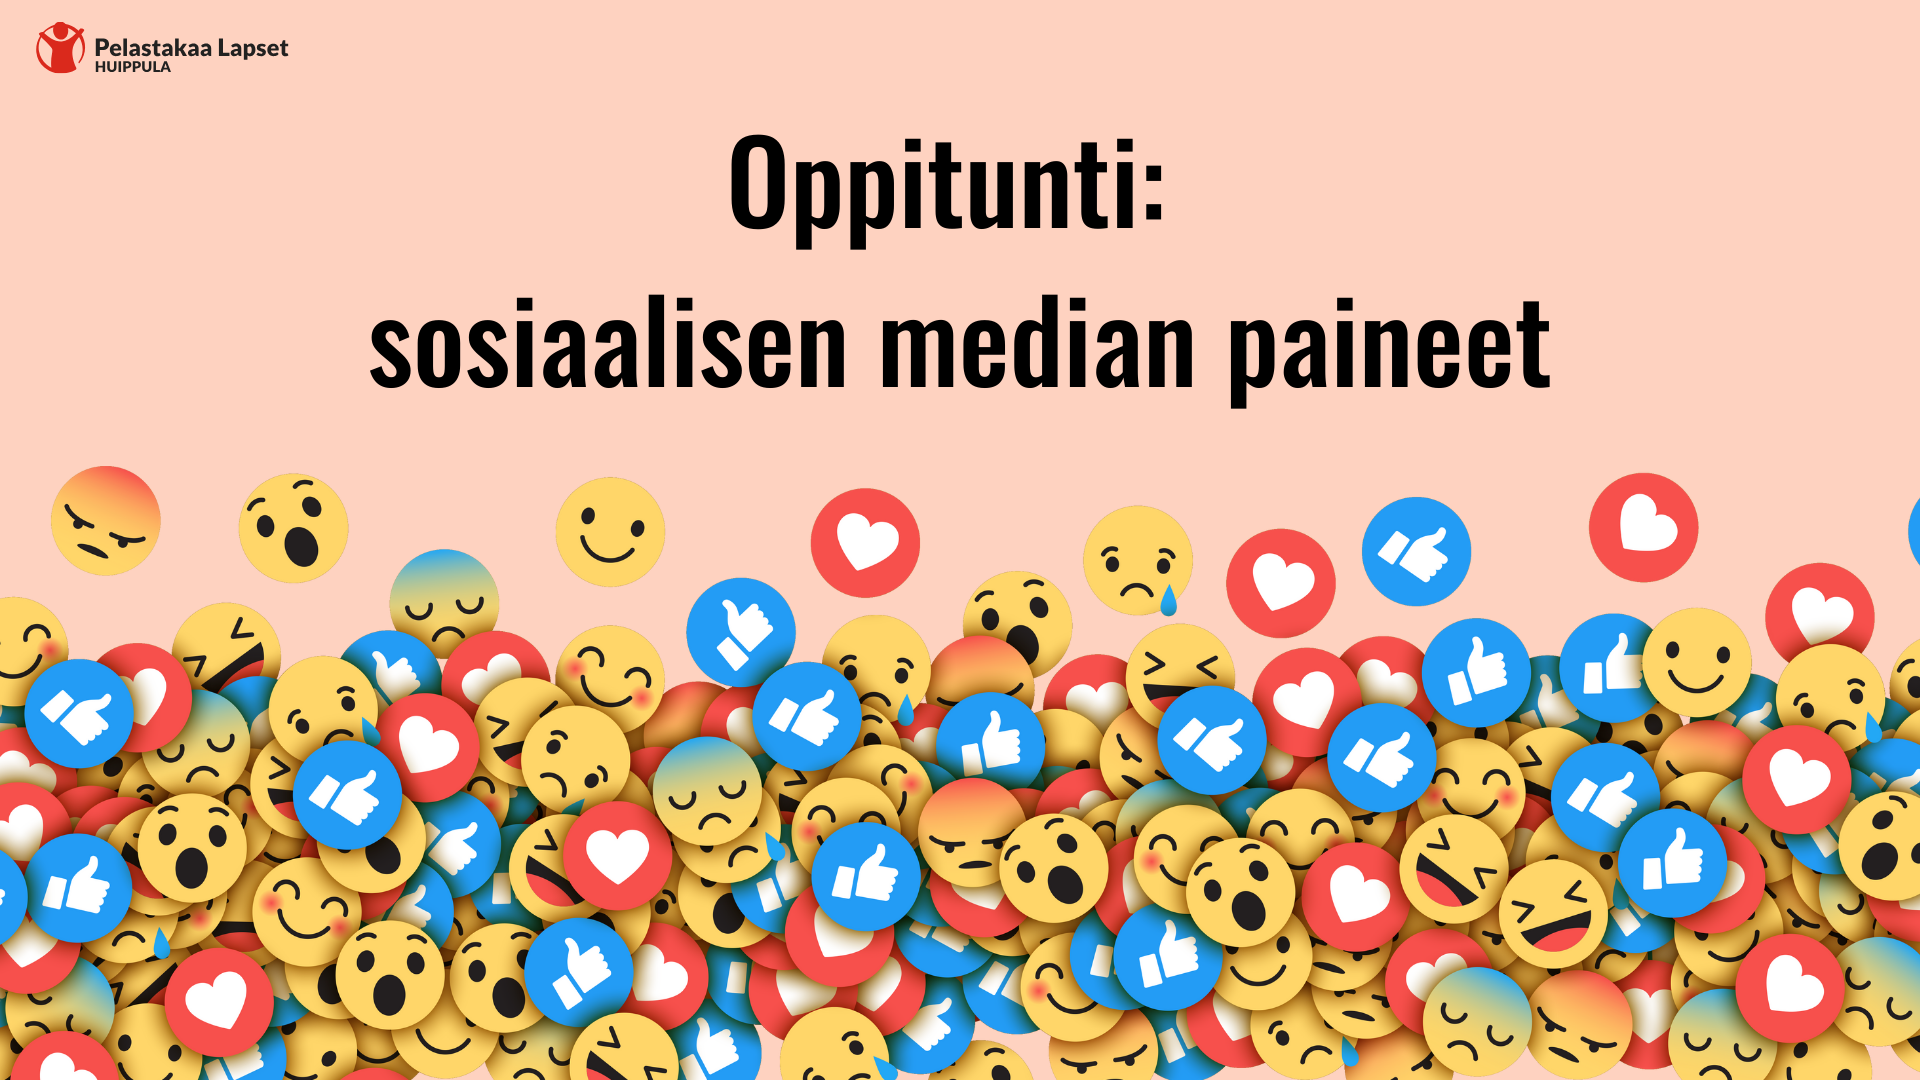 Pelastakaa Lapset
HUIPPULA
Oppitunti:
sosiaalisen median paineet